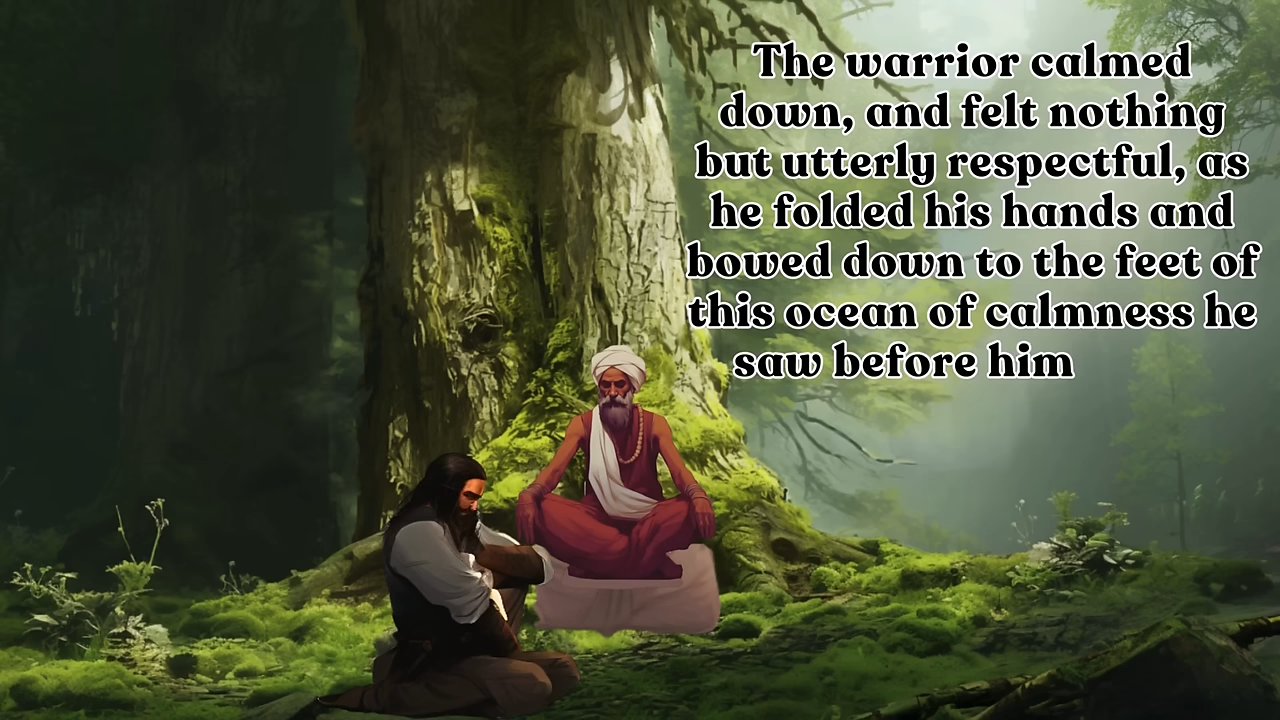 The warrior calmed
down, and felt nothing
but utterly respectful, as
he folded his hands and
bowed down to the feet of
this ocean of calmness he
saw before him